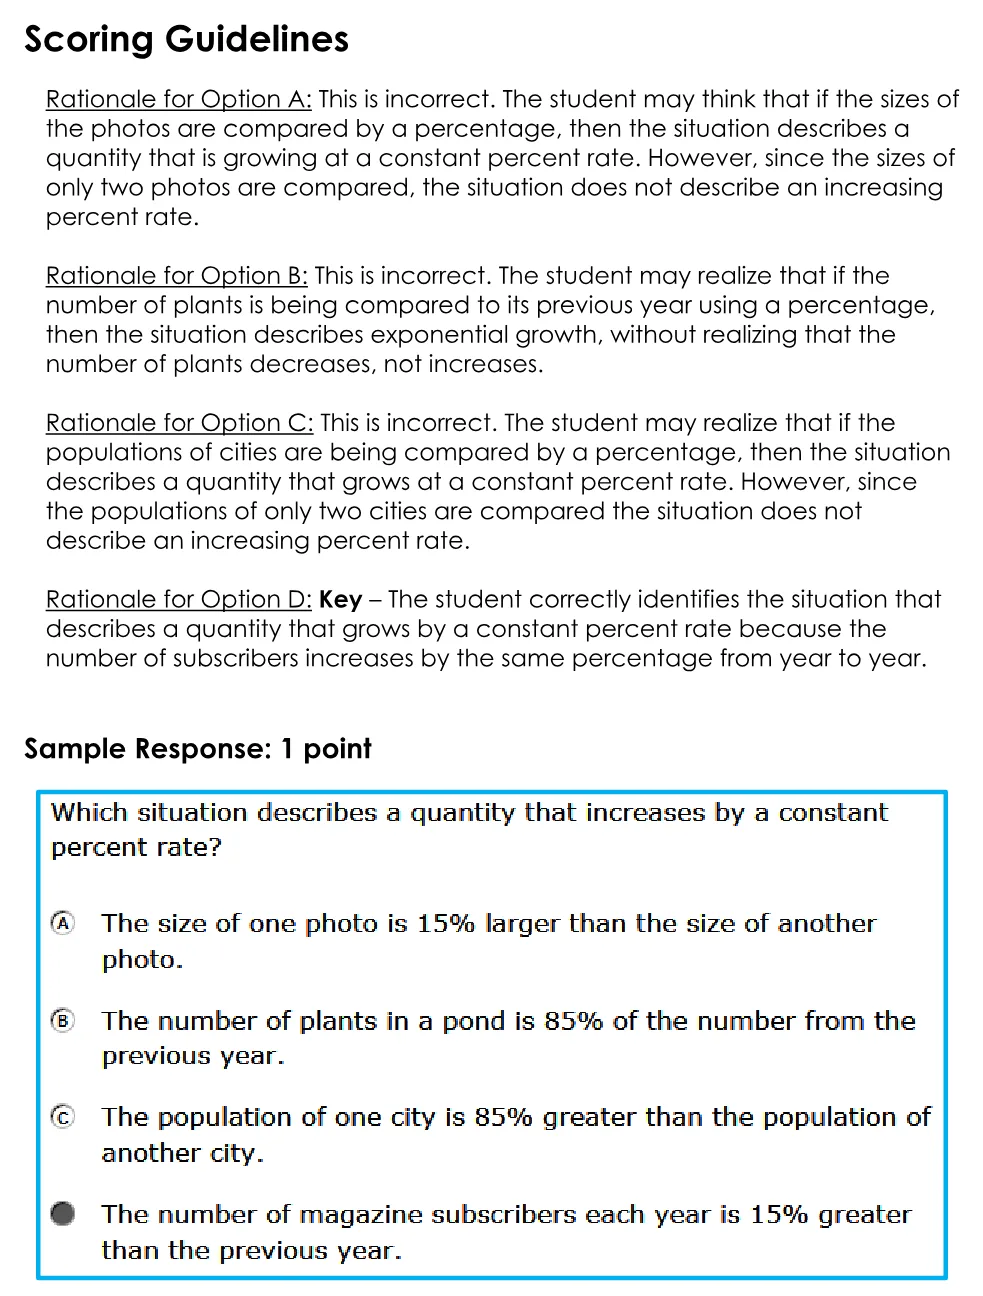 Scoring Guidelines
Rationale for Option A: This is incorrect. The student may think that if the sizes of
the photos are compared by a percentage, then the situation describes a
quantity that is growing at a constant percent rate. However, since the sizes of
only two photos are compared, the situation does not describe an increasing
percent rate.
Rationale for Option B: This is incorrect. The student may realize that if the
number of plants is being compared to its previous year using a percentage,
then the situation describes exponential growth, without realizing that the
number of plants decreases, not increases.
Rationale for Option C: This is incorrect. The student may realize that if the
populations of cities are being compared by a percentage, then the situation
describes a quantity that grows at a constant percent rate. However, since
the populations of only two cities are compared the situation does not
describe an increasing percent rate.
Rationale for Option D: Key – The student correctly identifies the situation that
describes a quantity that grows by a constant percent rate because the
number of subscribers increases by the same percentage from year to year.
Sample Response: 1 point
Which situation describes a quantity that increases by a constant
percent rate?
A The size of one photo is 15% larger than the size of another
photo.
B The number of plants in a pond is 85% of the number from the
previous year.
C The population of one city is 85% greater than the population of
another city.
The number of magazine subscribers each year is 15% greater
than the previous year.